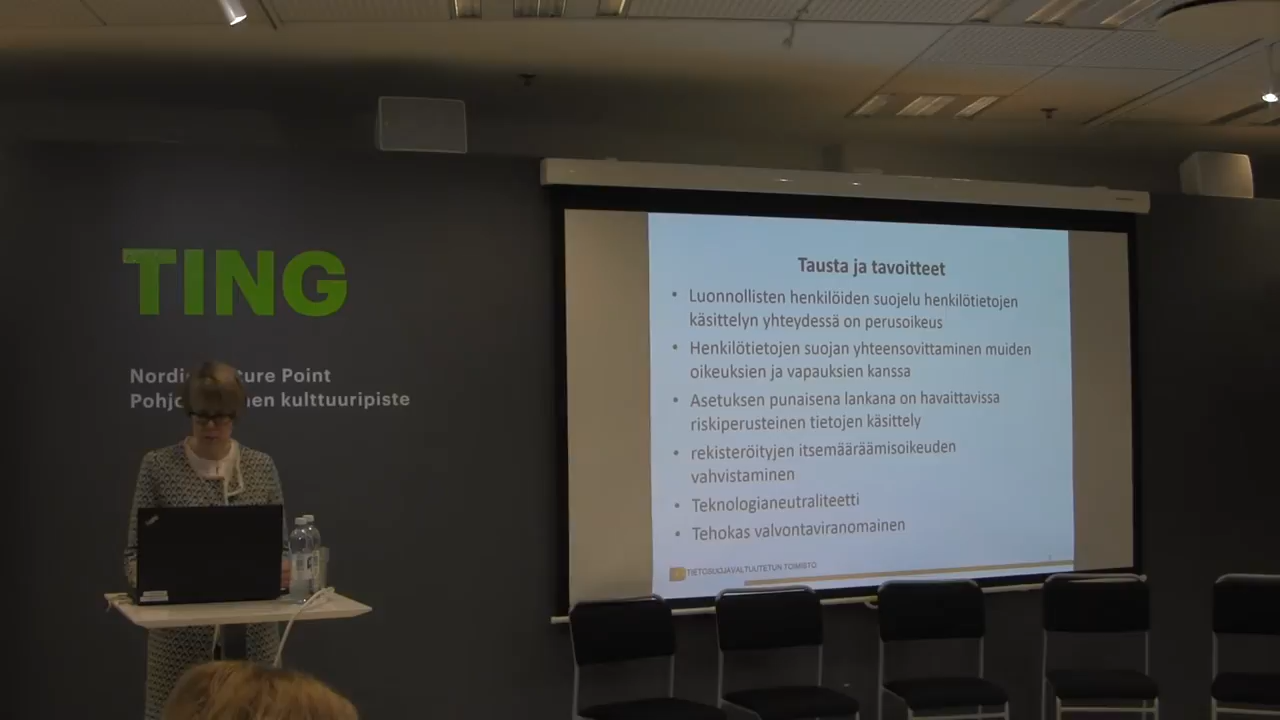 TING
Nordic ture Point
Pohjo nen kulttuuripiste
Tausta ja tavoitteet
• Luonnollisten henkilöiden suojelu henkilötietojen
käsittelyn yhteydessä on perusoikeus
• Henkilötietojen suojan yhteensovittaminen muiden
oikeuksien ja vapauksien kanssa
• Asetuksen punaisena lankana on havaittavissa
riskiperusteinen tietojen käsittely
• rekisteröityjen itsemääräämisoikeuden
vahvistaminen
• Teknologianeutraliteetti
• Tehokas valvontaviranomainen
TIETOSUOJAVALTUUTETUN TOIMISTO